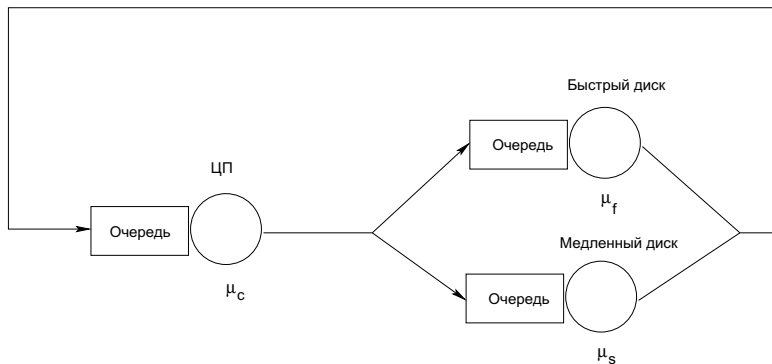 Быстрый диск
Очередь
μf
ЦП
Очередь
μc
Медленный диск
Очередь
μs